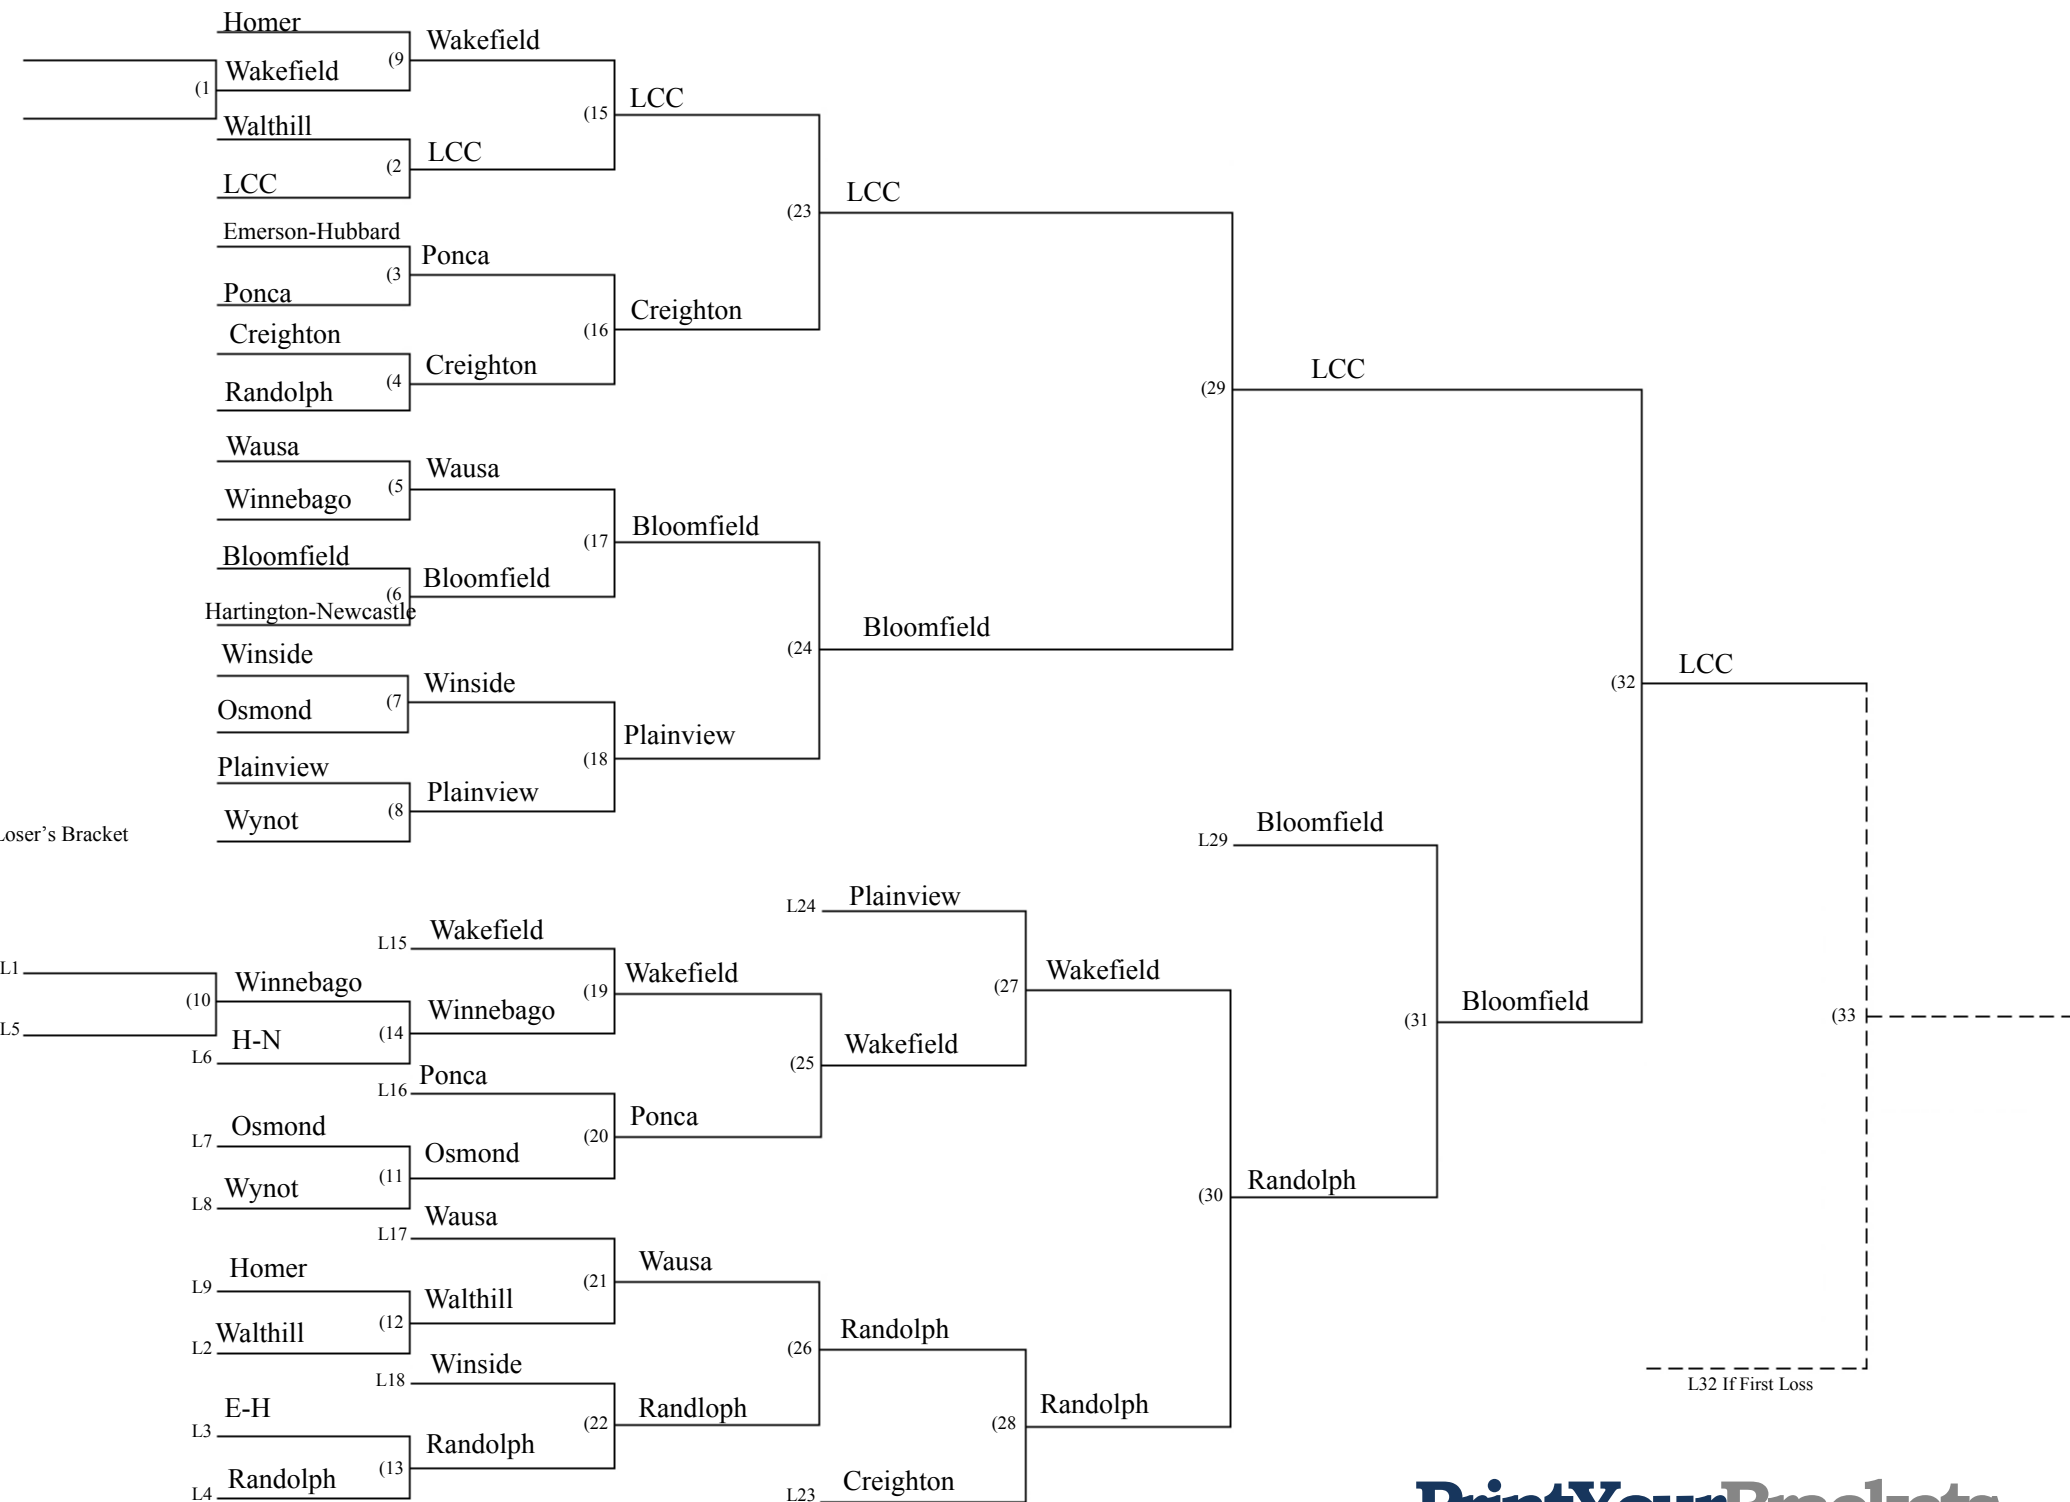 Homer
Wakefield
(9
Wakefield
(1
LCC
(15
Walthill
LCC
(2
LCC
LCC
(23
Emerson-Hubbard
Ponca
(3
Ponca
Creighton
(16
Creighton
Creighton
(4
LCC
(29
Randolph
Wausa
Wausa
(5
Winnebago
Bloomfield
(17
Bloomfield
Bloomfield
(6
Hartington-Newcastle
Bloomfield
(24
Winside
LCC
(32
Winside
(7
Osmond
Plainview
(18
Plainview
Plainview
(8
Wynot
Loser's Bracket
Bloomfield
L29
Plainview
L24
Wakefield
L15
L1
Winnebago
Wakefield
(19
Wakefield
(27
(10
Winnebago
Bloomfield
(31
(33
L5
H-N
(14
Wakefield
(25
L6
Ponca
L16
Osmond
Ponca
(20
L7
Osmond
(11
Wynot
L8
Randolph
(30
Wausa
L17
Homer
Wausa
(21
L9
Walthill
(12
Walthill
L2
Randolph
(26
Winside
L18
L32 If First Loss
E-H
Randloph
(22
Randolph
(28
L3
Randolph
(13
Randolph
L4
Creighton
L23
PrintYourBrackets